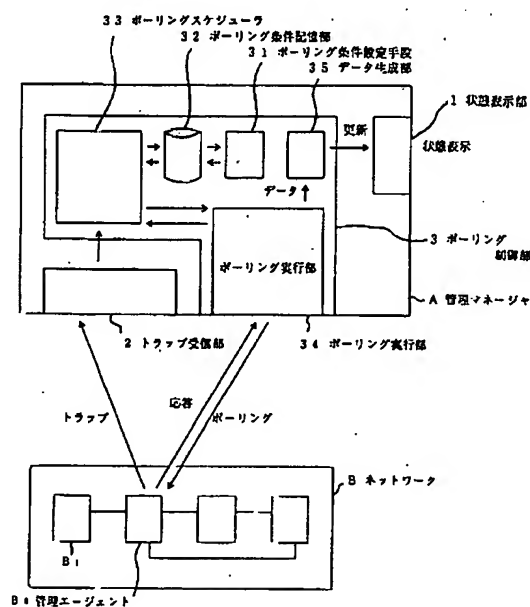 33 ポーリングスケジューラ
32 ポーリング条件記憶部
31 ポーリング条件設定手段
35 データ生成部
1 状態表示部
更新
状態表示
データ
ポーリング実行部
3 ポーリング
制御部
A 管理マネージャ
2 トラップ受信部
34 ポーリング実行部
トラップ
応答
ポーリング
B ネットワーク
B1
管理エージェント